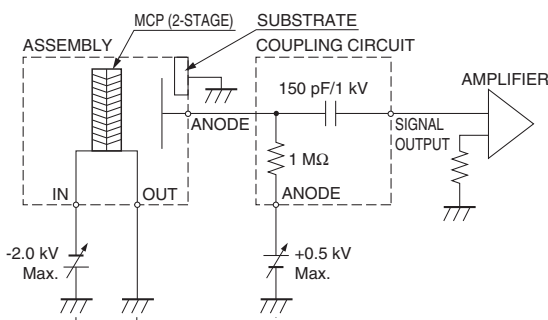 MCP (2-STAGE)
SUBSTRATE
ASSEMBLY
COUPLING CIRCUIT
150 pF/1 kV
AMPLIFIER
ANODE
SIGNAL
OUTPUT
1 MΩ
IN
OUT
ANODE
-2.0 kV
Max.
+0.5 kV
Max.